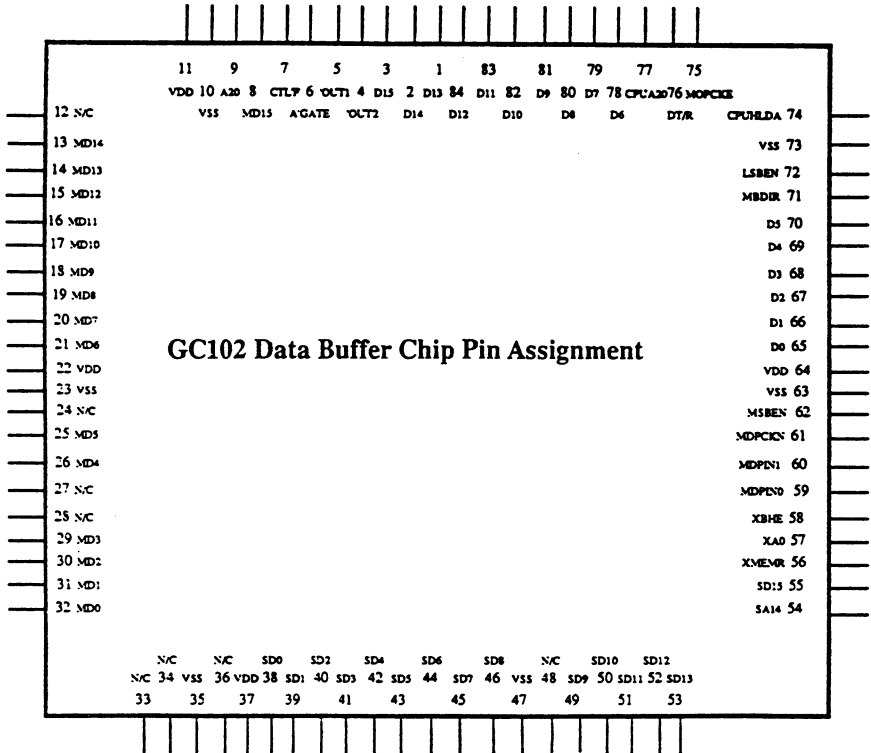 11 9 7 5 3 1 83 81 79 77 75
VDD 10 A20 8 CTLF 6 OUT1 4 D15 2 D13 84 D11 82 D9 80 D7 78 CPUA20 76 MOPCKE
VSS MD15 A'GATE 'OUT2 D14 D12 D10 D8 D6 DT/R
12 N/C
13 MD14
14 MD13
15 MD12
16 MD11
17 MD10
18 MD9
19 MD8
20 MD7
21 MD6
22 VDD
23 VSS
24 N/C
25 MD5
26 MD4
27 N/C
28 N/C
29 MD3
30 MD2
31 MD1
32 MD0
GC102 Data Buffer Chip Pin Assignment
CPUHLDA 74
VSS 73
LSBEN 72
MBDIR 71
D5 70
D4 69
D3 68
D2 67
D1 66
D0 65
VDD 64
VSS 63
MSBEN 62
MDPCKN 61
MDPIN1 60
MDPIN0 59
XBHE 58
XA0 57
XMEMR 56
SD15 55
SA14 54
N/C N/C SD0 SD2 SD4 SD6 SD8 N/C SD10 SD12
N/C 34 VSS 36 VDD 38 SD1 40 SD3 42 SD5 44 SD7 46 VSS 48 SD9 50 SD11 52 SD13
33 35 37 39 41 43 45 47 49 51 53